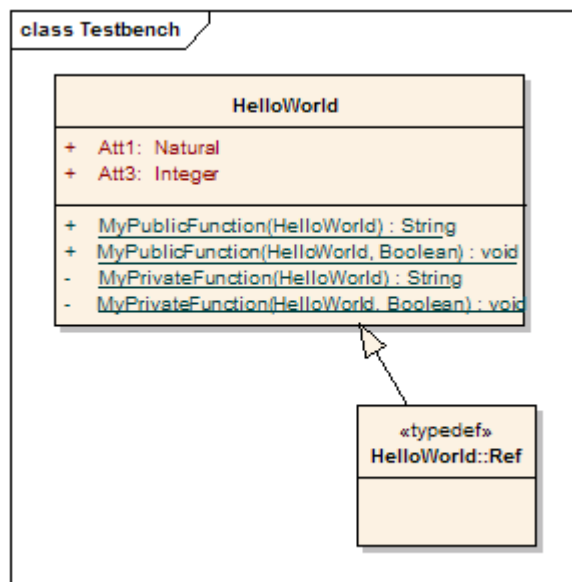 class Testbench
HelloWorld
+ Att1: Natural
+ Att3: Integer
+ MyPublicFunction(HelloWorld) : String
+ MyPublicFunction(HelloWorld, Boolean) : void
- MyPrivateFunction(HelloWorld) : String
- MyPrivateFunction(HelloWorld, Boolean) : void
«typedef»
HelloWorld::Ref